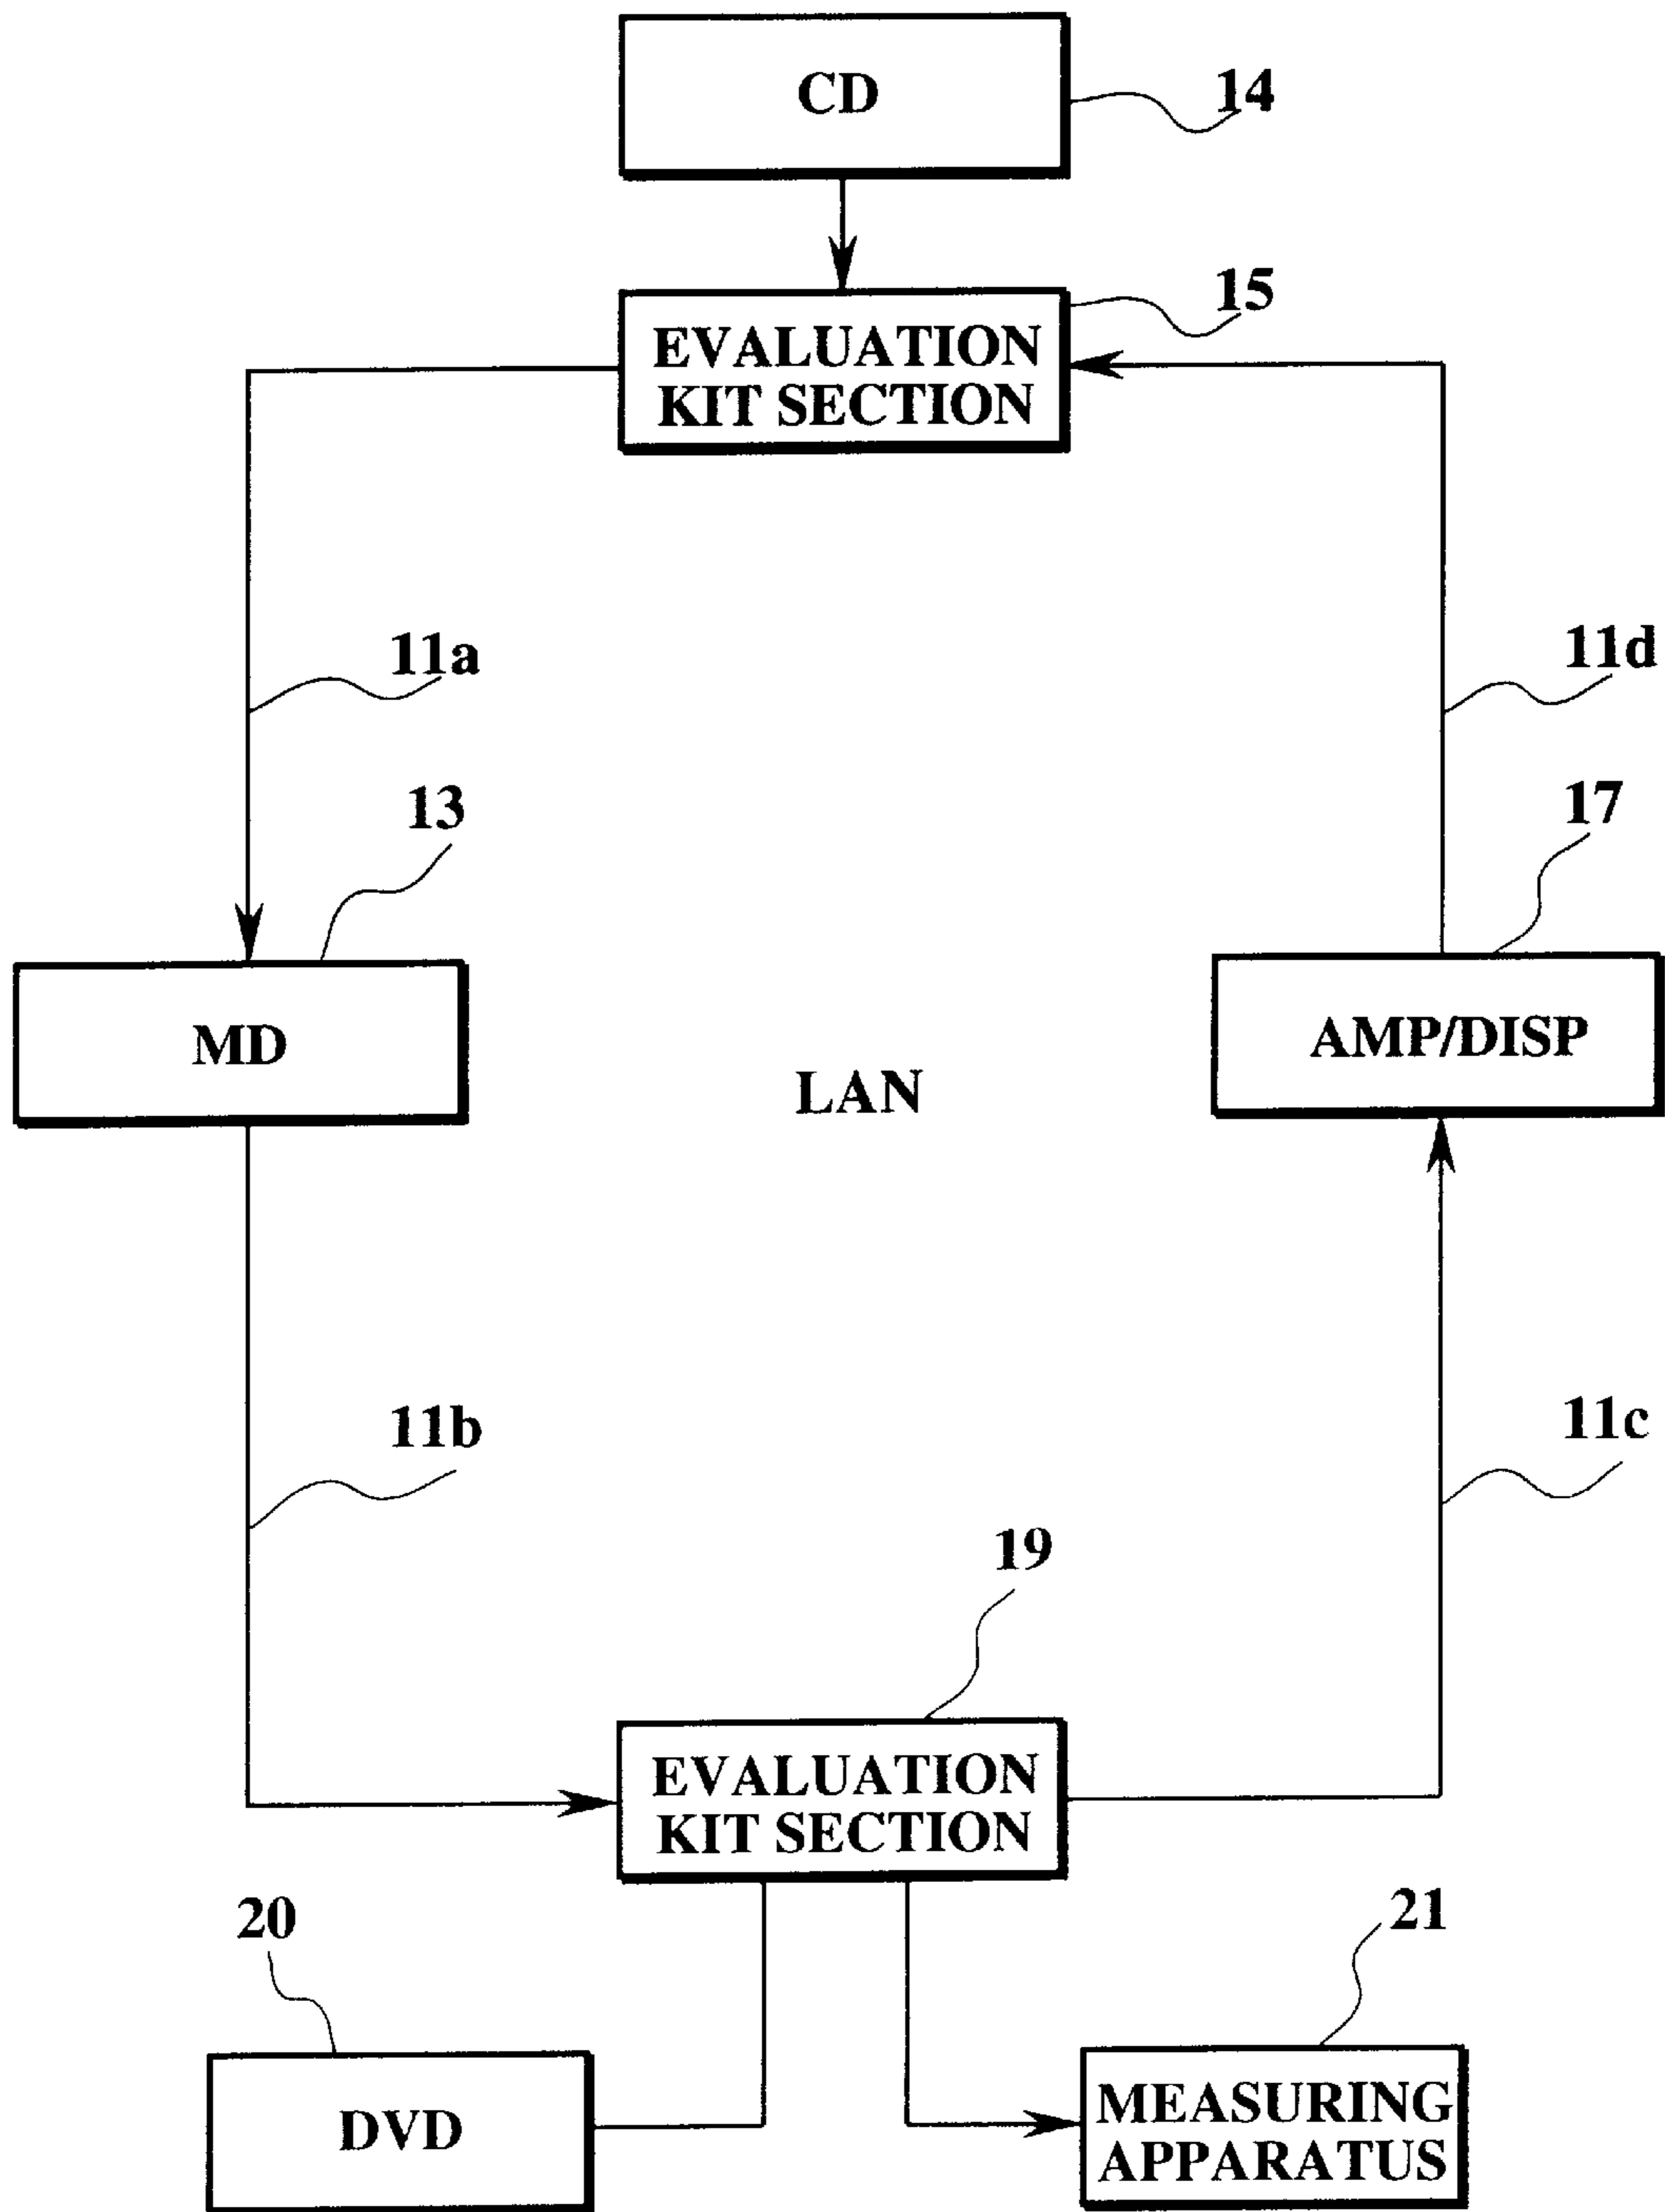 CD
14
15
EVALUATION
KIT SECTION
11a
11d
13
17
MD
AMP/DISP
LAN
11b
11c
19
EVALUATION
KIT SECTION
20
21
DVD
MEASURING
APPARATUS